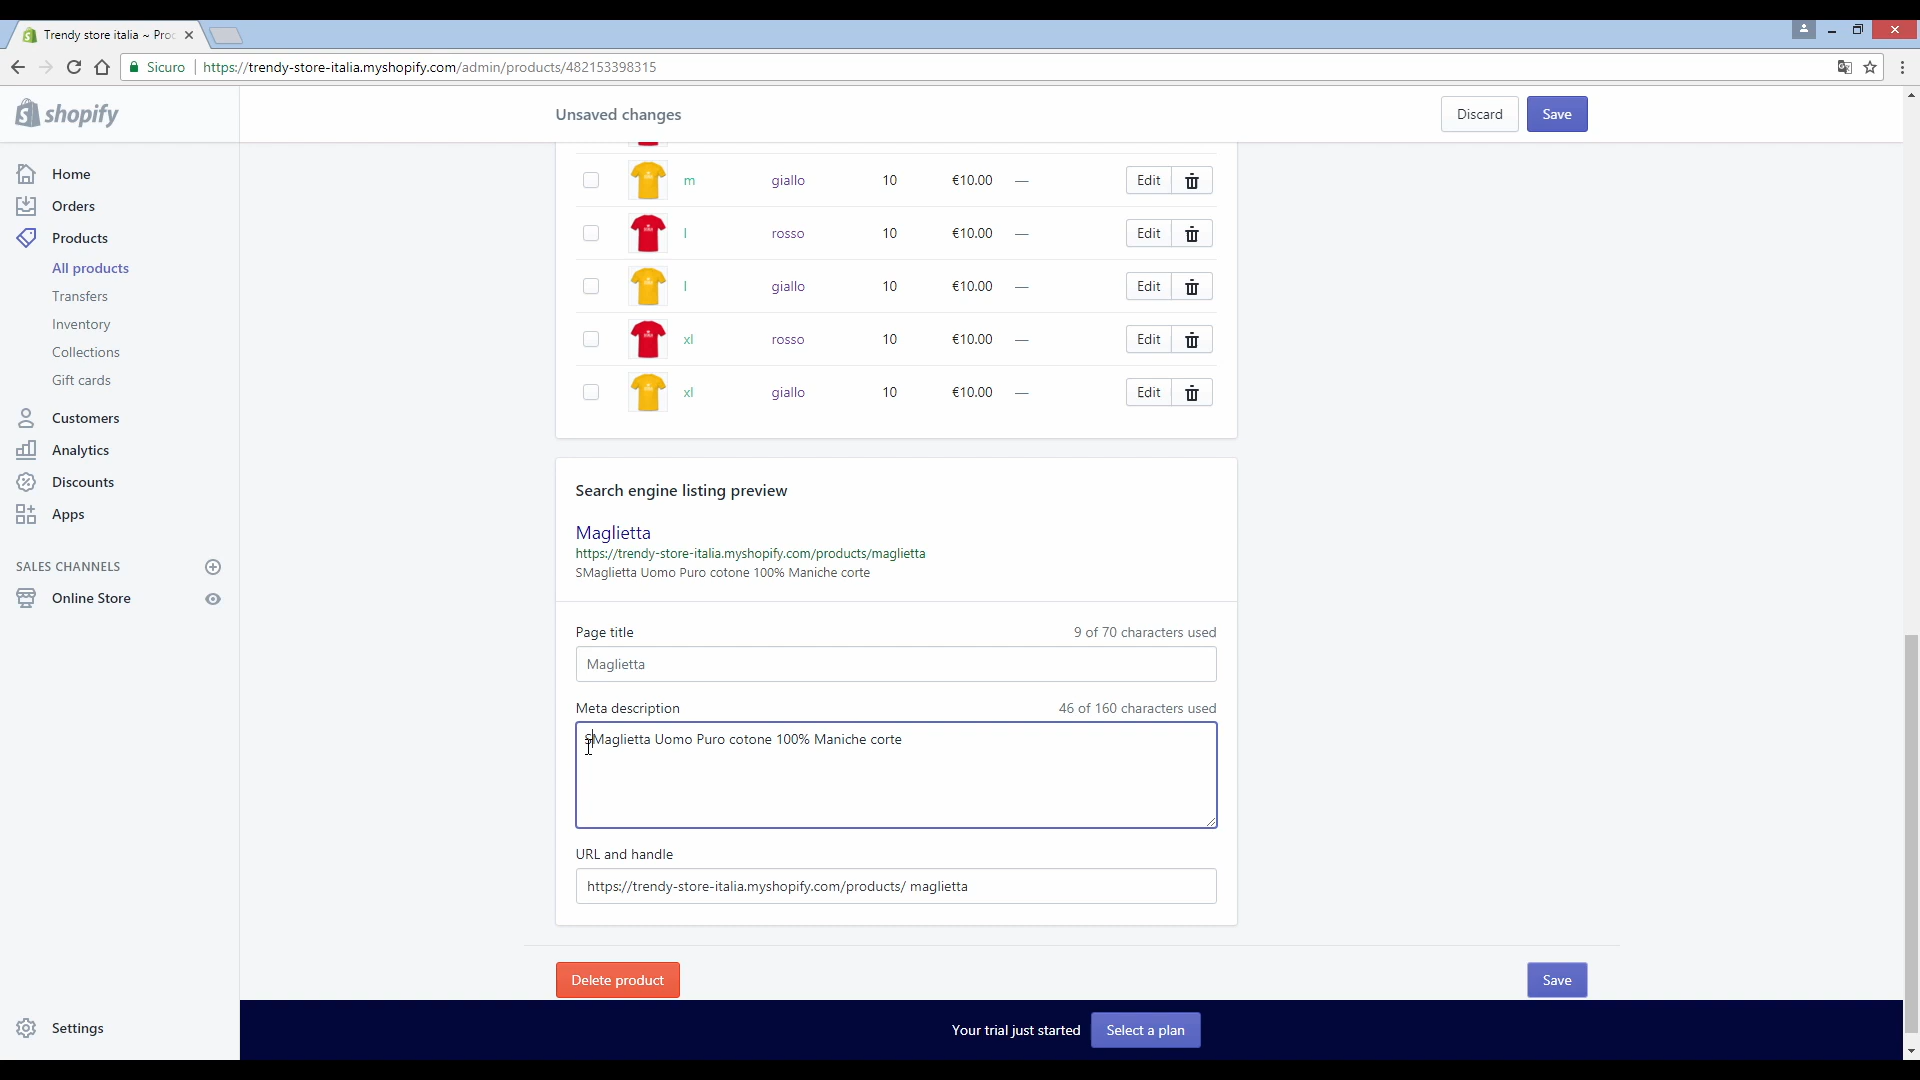 Trendy store italia ~ Proc
Sicuro https://trendy-store-italia.myshopify.com/admin/products/482153398315
shopify
Unsaved changes
Discard
Save
Home
Orders
Products
All products
Transfers
Inventory
Collections
Gift cards
Customers
Analytics
Discounts
Apps
SALES CHANNELS
Online Store
Settings
m giallo 10 €10.00 — Edit
l rosso 10 €10.00 — Edit
l giallo 10 €10.00 — Edit
xl rosso 10 €10.00 — Edit
xl giallo 10 €10.00 — Edit
Search engine listing preview
Maglietta
https://trendy-store-italia.myshopify.com/products/maglietta
SMaglietta Uomo Puro cotone 100% Maniche corte
Page title 9 of 70 characters used
Maglietta
Meta description 46 of 160 characters used
SMaglietta Uomo Puro cotone 100% Maniche corte
URL and handle
https://trendy-store-italia.myshopify.com/products/ maglietta
Delete product
Save
Your trial just started Select a plan